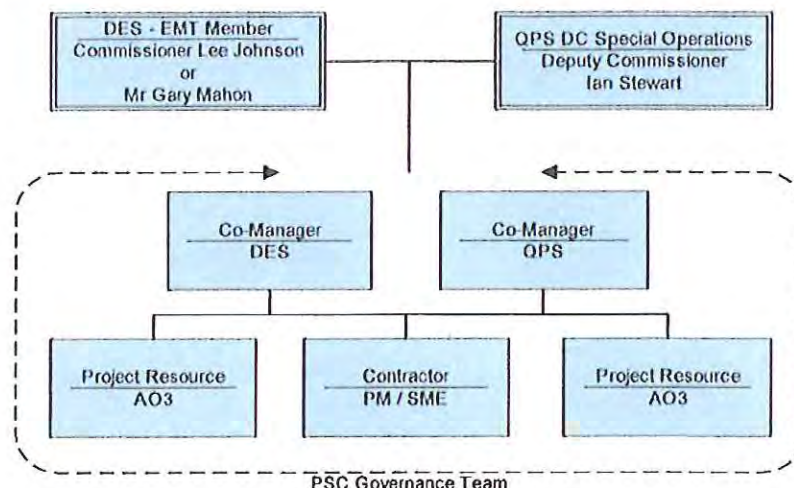 DES - EMT Member
Commissioner Lee Johnson
or
Mr Gary Mahon
QPS DC Special Operations
Deputy Commissioner
Ian Stewart
Co-Manager
DES
Co-Manager
QPS
Project Resource
AO3
Contractor
PM / SME
Project Resource
AO3
PSC Governance Team